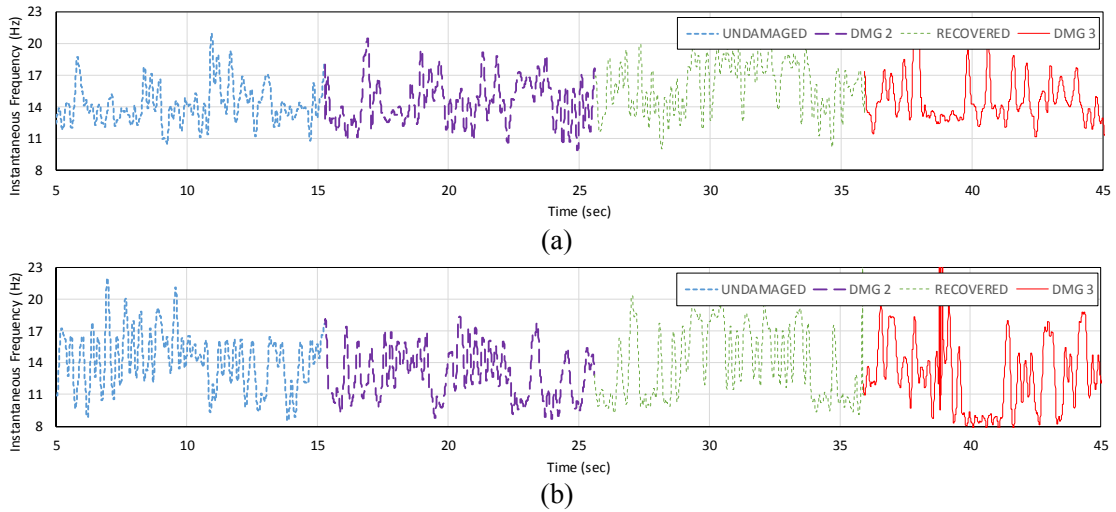 Instantaneous Frequency (Hz)
23
20
17
14
11
8
UNDAMAGED DMG 2 RECOVERED DMG 3
5 10 15 20 25 30 35 40 45
Time (sec)
(a)
Instantaneous Frequency (Hz)
23
20
17
14
11
8
UNDAMAGED DMG 2 RECOVERED DMG 3
5 10 15 20 25 30 35 40 45
Time (sec)
(b)